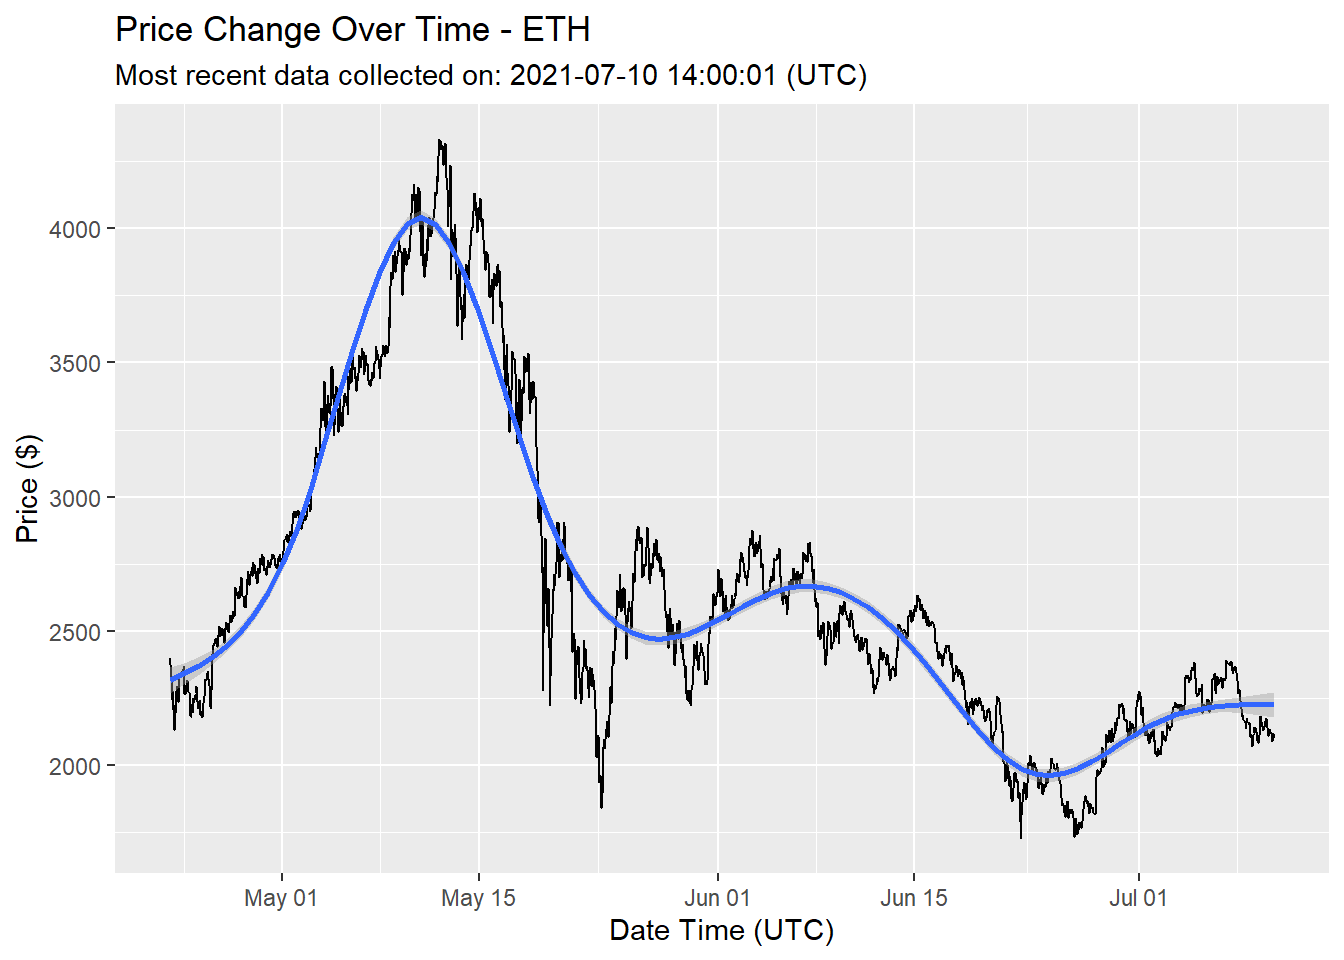 Price Change Over Time - ETH
Most recent data collected on: 2021-07-10 14:00:01 (UTC)
Price ($)
4000
3500
3000
2500
2000
May 01
May 15
Jun 01
Jun 15
Jul 01
Date Time (UTC)